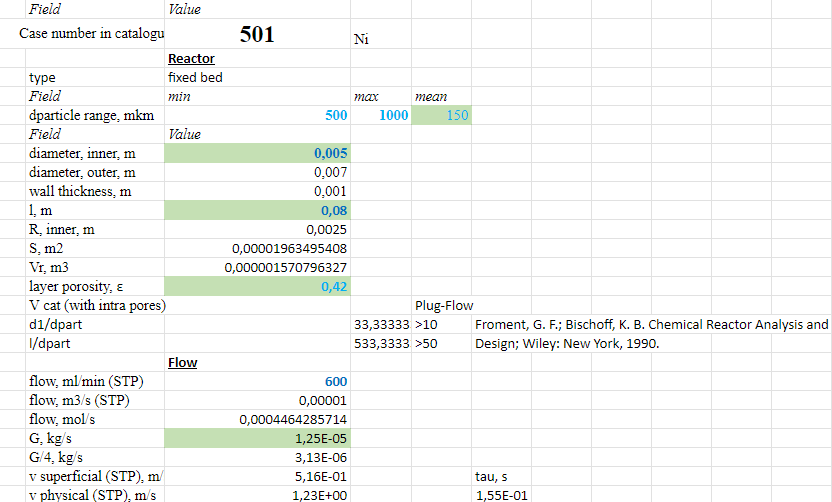 Field Value
Case number in catalogu 501 Ni
Reactor
type fixed bed
Field min max mean
dparticle range, mkm 500 1000 150
Field Value
diameter, inner, m 0,005
diameter, outer, m 0,007
wall thickness, m 0,001
l, m 0,08
R, inner, m 0,0025
S, m2 0,00001963495408
Vr, m3 0,000001570796327
layer porosity, ε 0,42
V cat (with intra pores) Plug-Flow
d1/dpart 33,33333 >10 Froment, G. F.; Bischoff, K. B. Chemical Reactor Analysis and
l/dpart 533,3333 >50 Design; Wiley: New York, 1990.
Flow
flow, ml/min (STP) 600
flow, m3/s (STP) 0,00001
flow, mol/s 0,0004464285714
G, kg/s 1,25E-05
G/4, kg/s 3,13E-06
v superficial (STP), m/ 5,16E-01 tau, s
v physical (STP), m/s 1,23E+00 1,55E-01